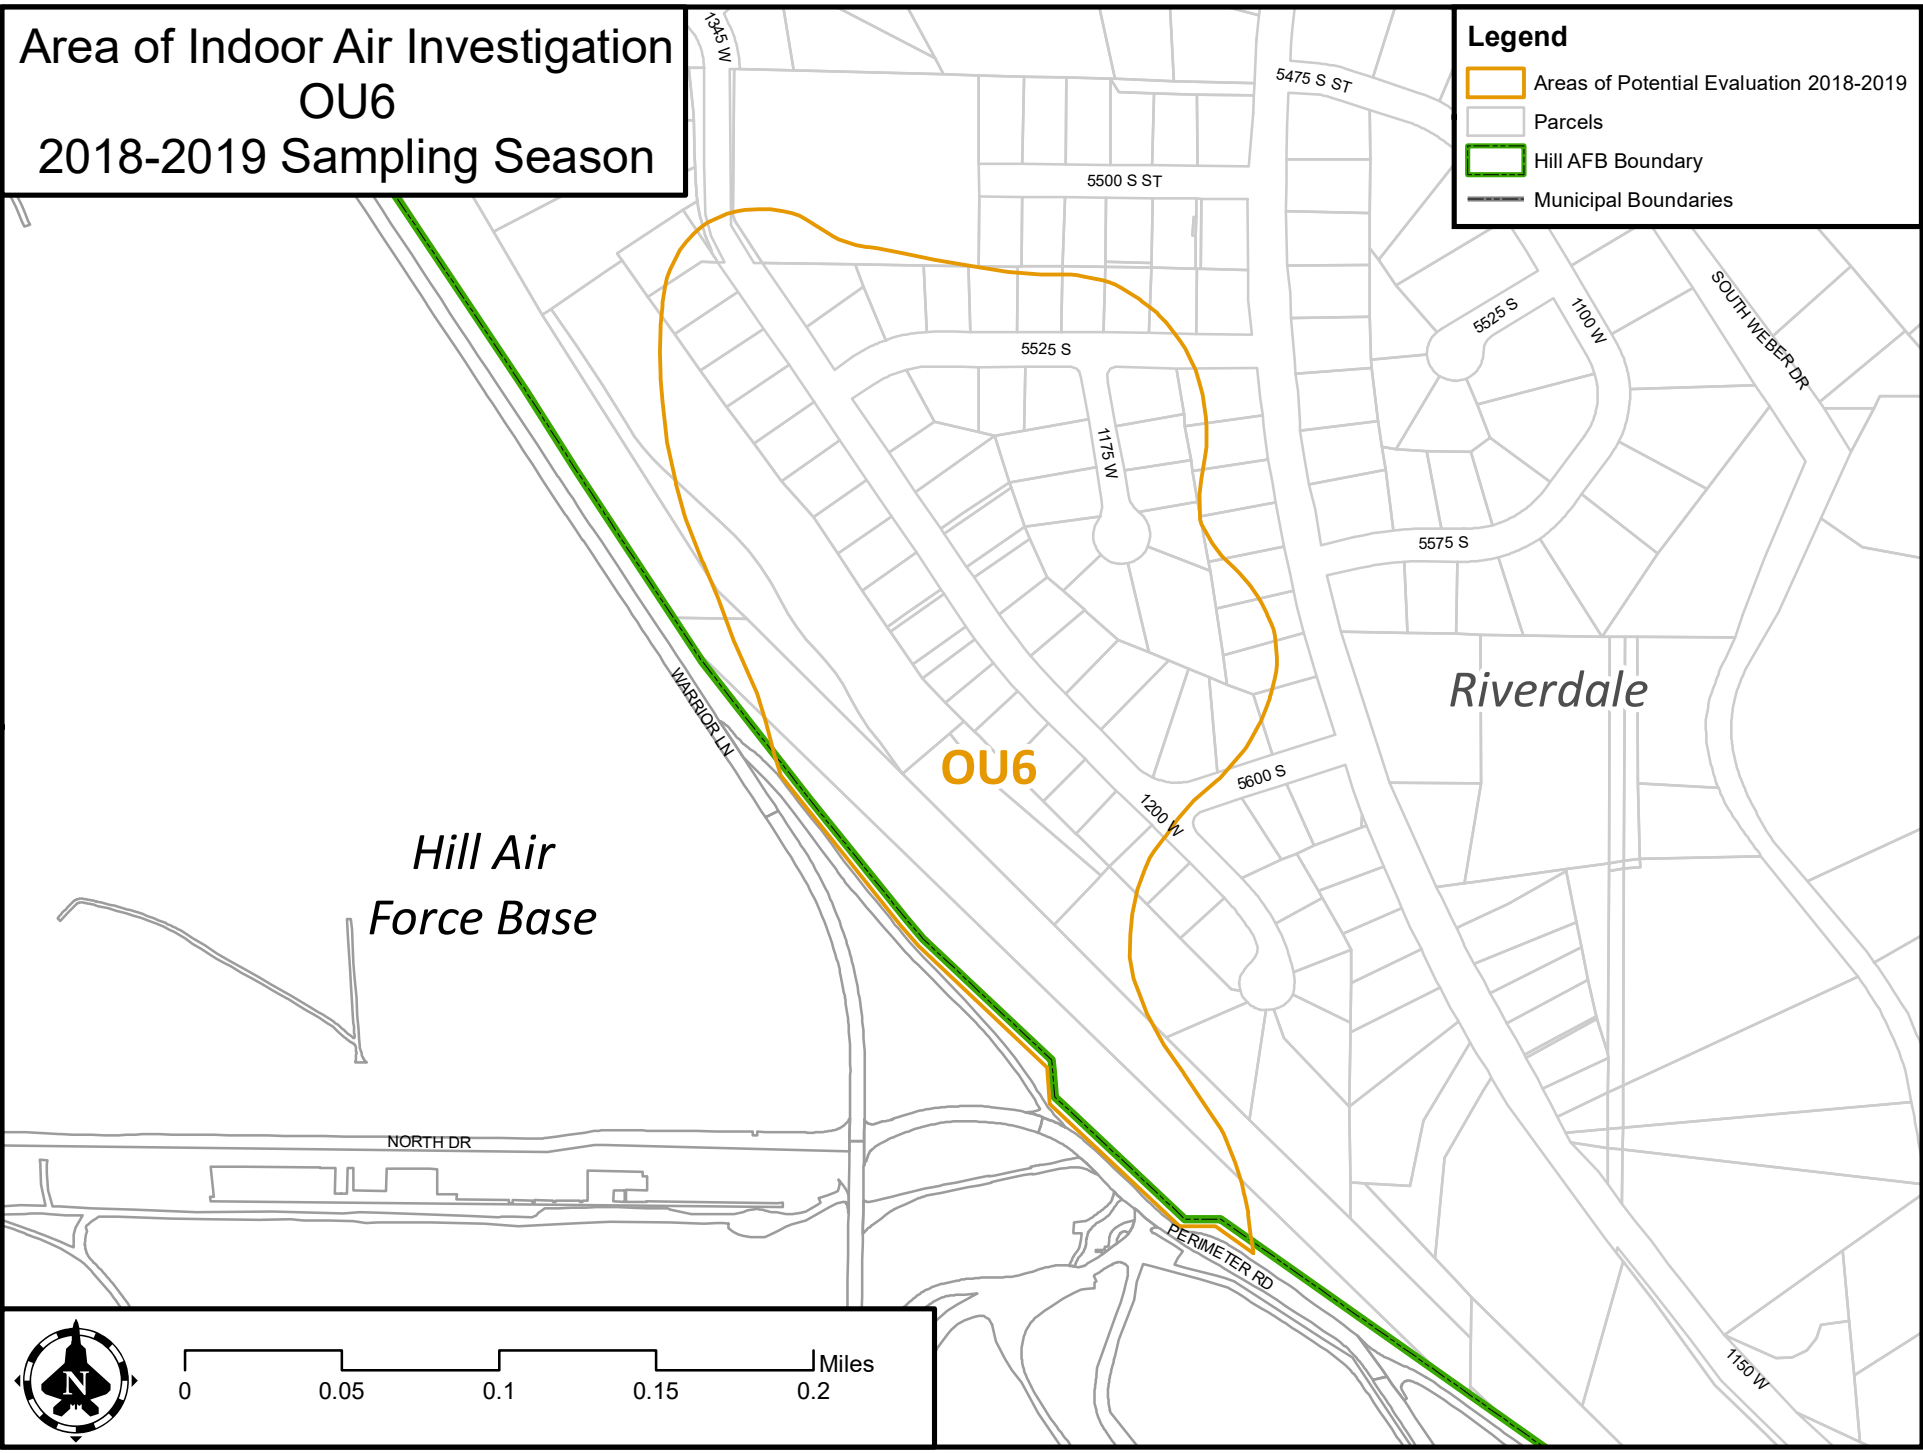 Area of Indoor Air Investigation
OU6
2018-2019 Sampling Season
Legend
Areas of Potential Evaluation 2018-2019
Parcels
Hill AFB Boundary
Municipal Boundaries
1345 W
5475 S ST
5500 S ST
5525 S
1100 W
SOUTH WEBER DR
5525 S
1175 W
5575 S
Riverdale
WARRIOR LN
OU6
5600 S
1200 W
Hill Air
Force Base
NORTH DR
PERIMETER RD
1150 W
N
Miles
0
0.05
0.1
0.15
0.2